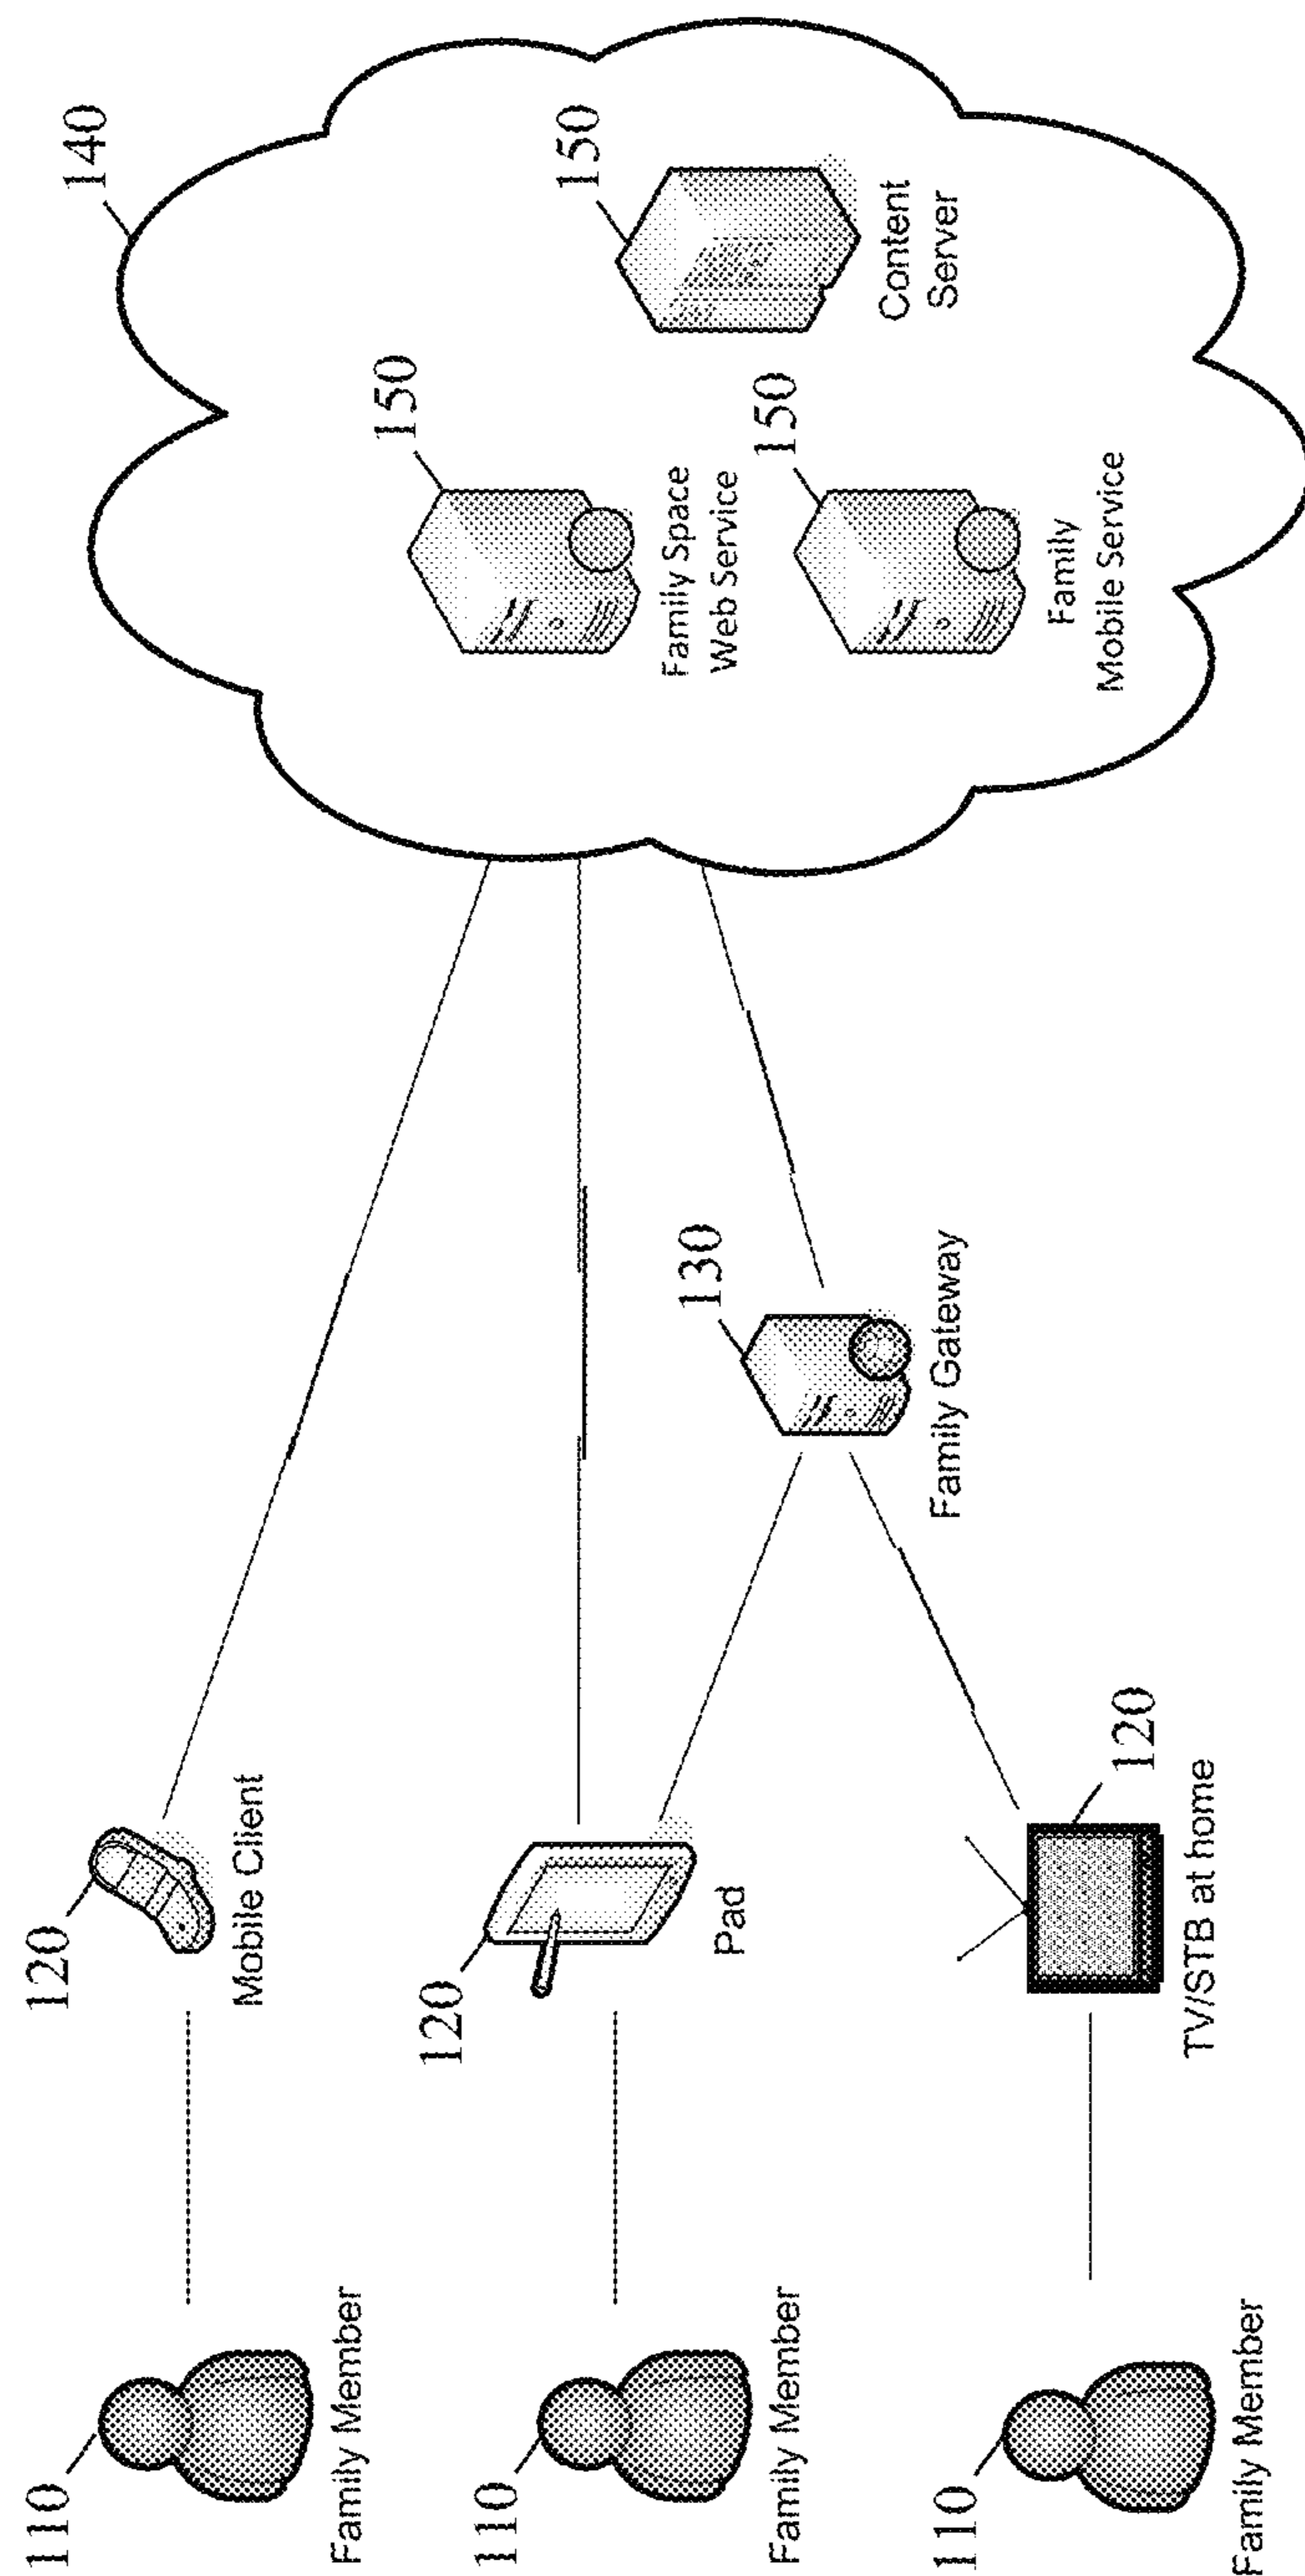 140
150
150
150
Content
Server
Family Space
Web Service
Family
Mobile Service
130
Family Gateway
120
Mobile Client
120
Pad
120
TV/STB at home
110
Family Member
110
Family Member
110
Family Member